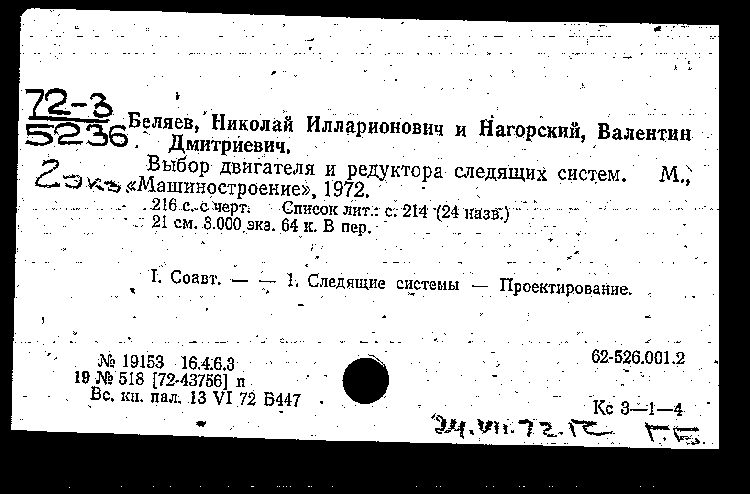 72-3
5236
2 экз
Беляев, Николай Илларионович и Нагорский, Валентин
Дмитриевич.
Выбор двигателя и редуктора следящих систем. М.,
«Машиностроение», 1972.
216 с. с черт. Список лит.: с. 214 (24 назв.)
21 см. 8.000 экз. 64 к. В пер.
I. Соавт. — — 1. Следящие системы — Проектирование.
№ 19153 16.4.6.3
62-526.001.2
19 № 518 [72-43756] п
Вс. кн. пал. 13 VI 72 Б447
Кс 3—1—4
24.VII.72. Г.Б.